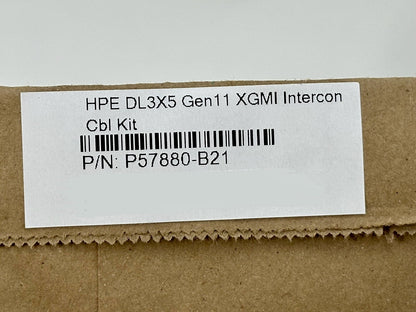 HPE DL3X5 Gen11 XGMI Intercon
Cbl Kit
P/N: P57880-B21